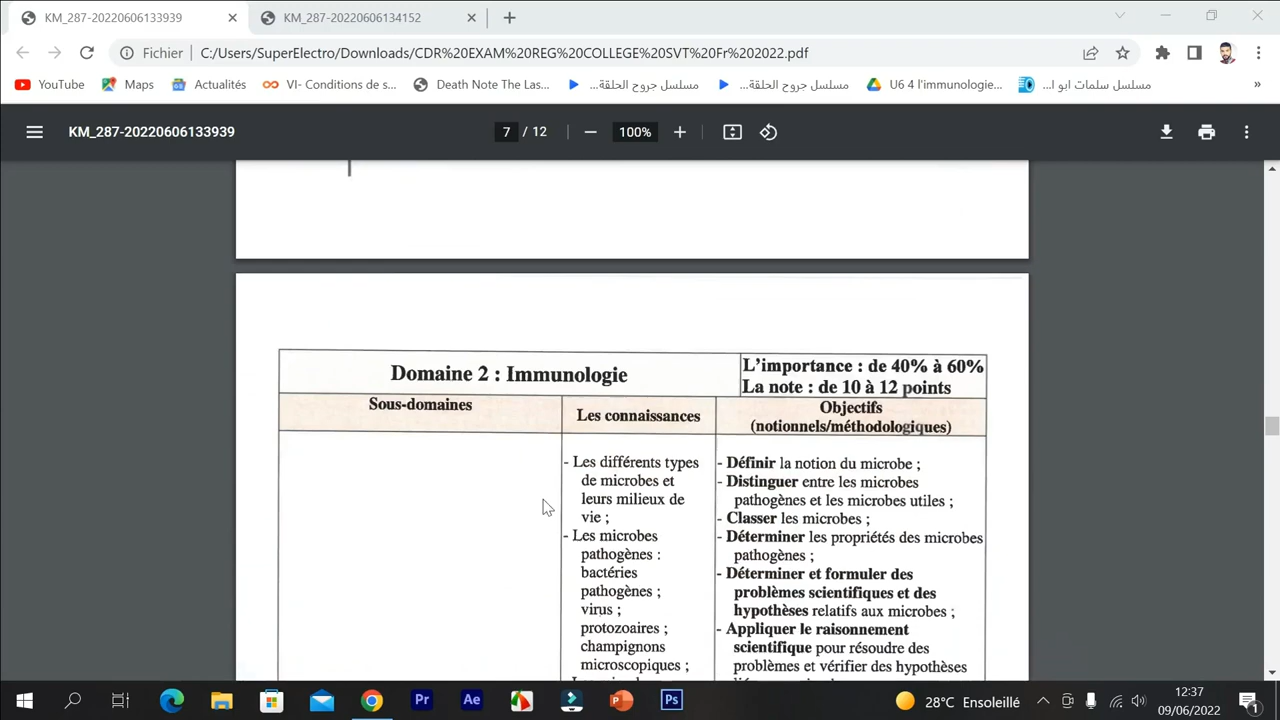 KM_287-20220606133939
KM_287-20220606134152
Fichier
C:/Users/SuperElectro/Downloads/CDR%20EXAM%20REG%20COLLEGE%20SVT%20Fr%202022.pdf
YouTube
Maps
Actualités
VI- Conditions de s...
Death Note The Las...
مسلسل جروح الحلقة...
مسلسل جروح الحلقة...
U6 4 l'immunologie...
مسلسل سلمات ابو ا...
»
KM_287-20220606133939
7 / 12
100%
Domaine 2 : Immunologie
L'importance : de 40% à 60%
La note : de 10 à 12 points
Sous-domaines
Les connaissances
Objectifs
(notionnels/méthodologiques)
- Les différents types
de microbes et
leurs milieux de
vie ;
- Les microbes
pathogènes :
bactéries
pathogènes ;
virus ;
protozoaires ;
champignons
microscopiques ;
- Définir la notion du microbe ;
- Distinguer entre les microbes
pathogènes et les microbes utiles ;
- Classer les microbes ;
- Déterminer les propriétés des microbes
pathogènes ;
- Déterminer et formuler des
problèmes scientifiques et des
hypothèses relatifs aux microbes ;
- Appliquer le raisonnement
scientifique pour résoudre des
problèmes et vérifier des hypothèses
Pr
Ae
P
Ps
28°C Ensoleillé
12:37
09/06/2022
1